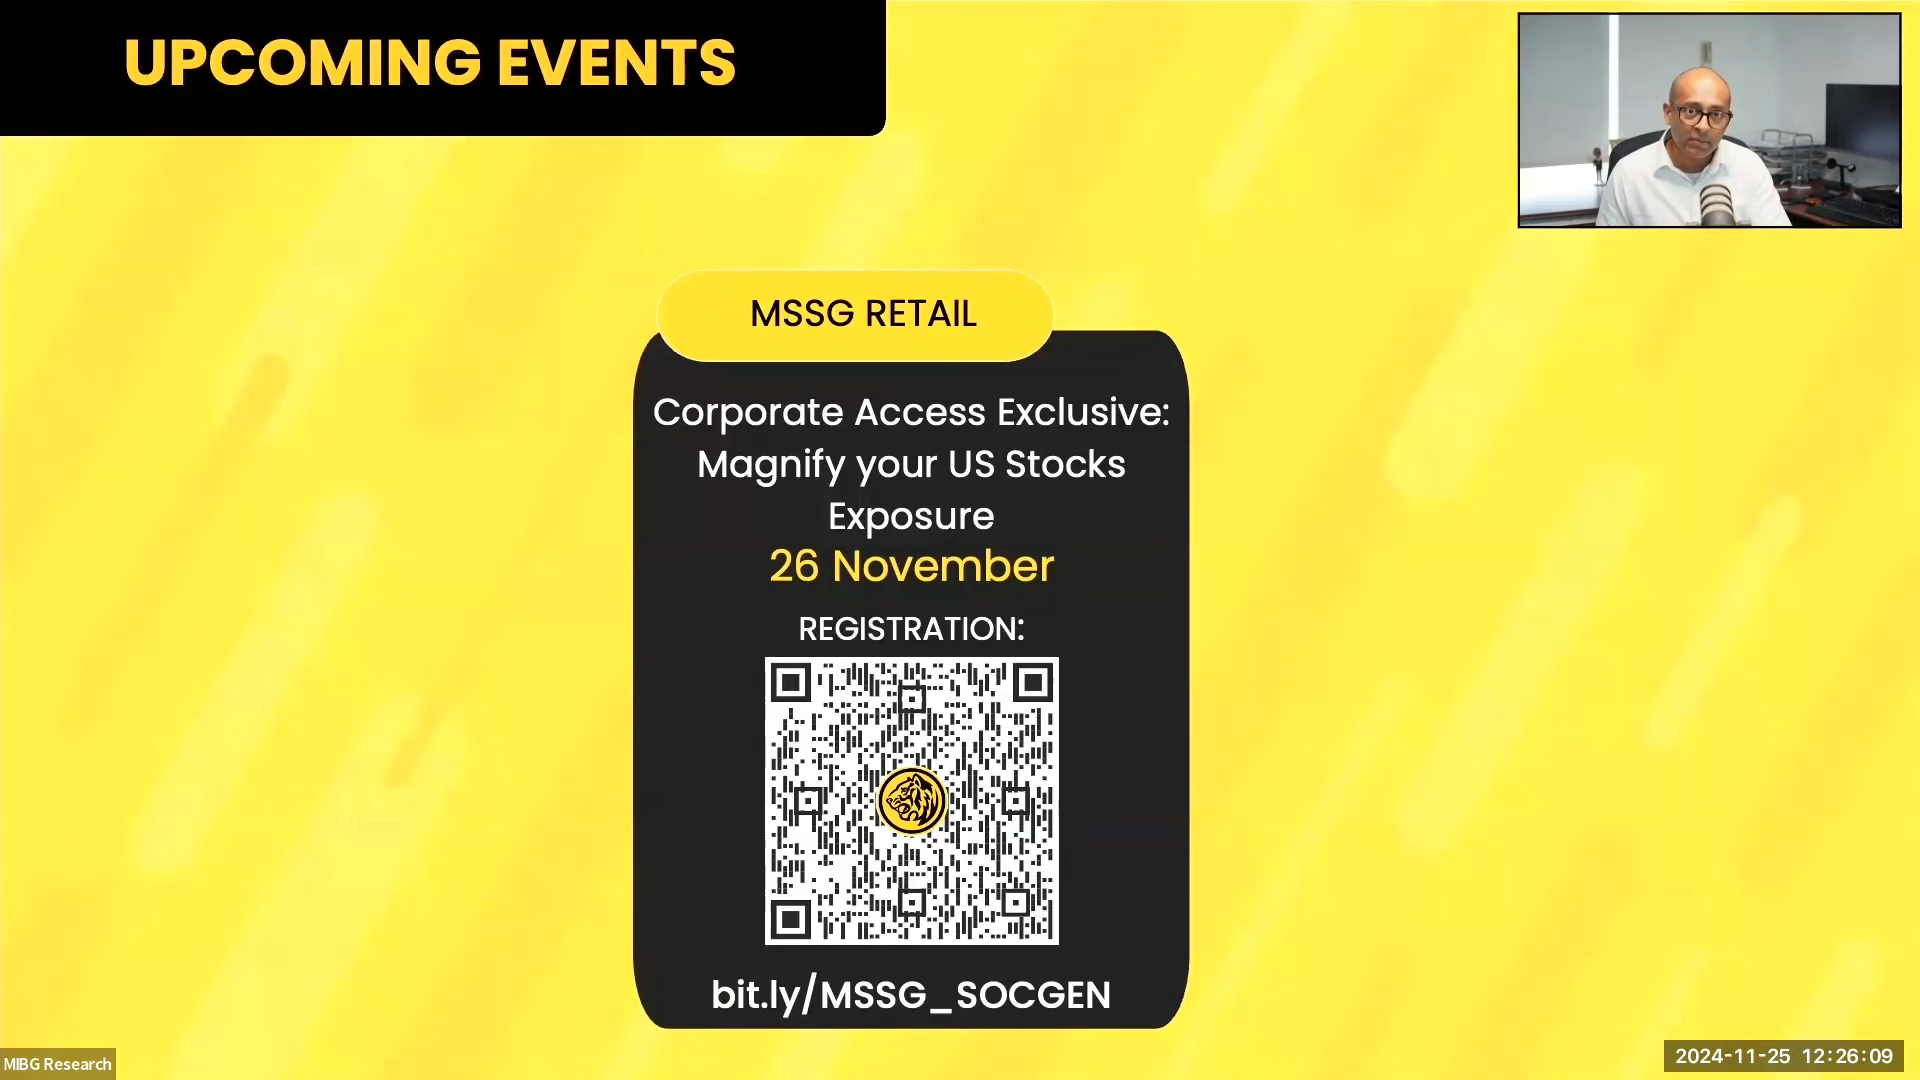 UPCOMING EVENTS
MSSG RETAIL
Corporate Access Exclusive:
Magnify your US Stocks
Exposure
26 November
REGISTRATION:
bit.ly/MSSG_SOCGEN
MIBG Research
2024-11-25 12:26:09